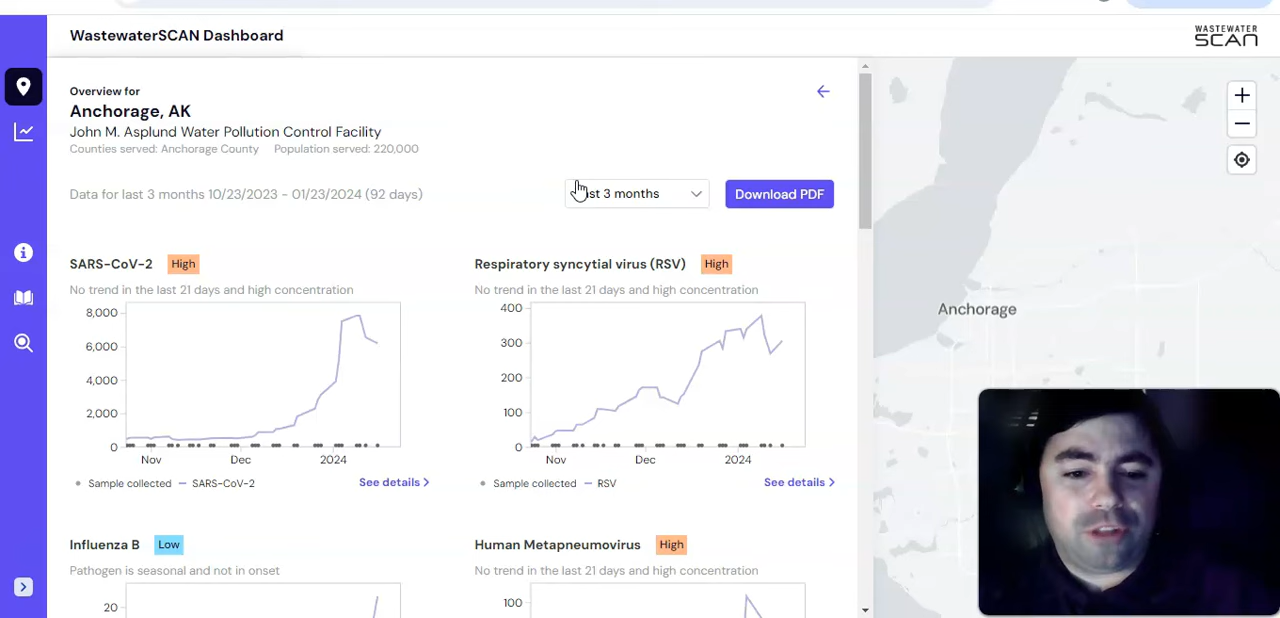 WastewaterSCAN Dashboard
WASTEWATER
SCAN
Overview for
Anchorage, AK
John M. Asplund Water Pollution Control Facility
Counties served: Anchorage County Population served: 220,000
Data for last 3 months 10/23/2023 - 01/23/2024 (92 days)
st 3 months
Download PDF
SARS-CoV-2 High
No trend in the last 21 days and high concentration
8,000
6,000
4,000
2,000
0
Nov Dec 2024
Sample collected SARS-CoV-2
See details
Respiratory syncytial virus (RSV) High
No trend in the last 21 days and high concentration
400
300
200
100
0
Nov Dec 2024
Sample collected RSV
See details
Influenza B Low
Pathogen is seasonal and not in onset
20
Human Metapneumovirus High
No trend in the last 21 days and high concentration
100
Anchorage